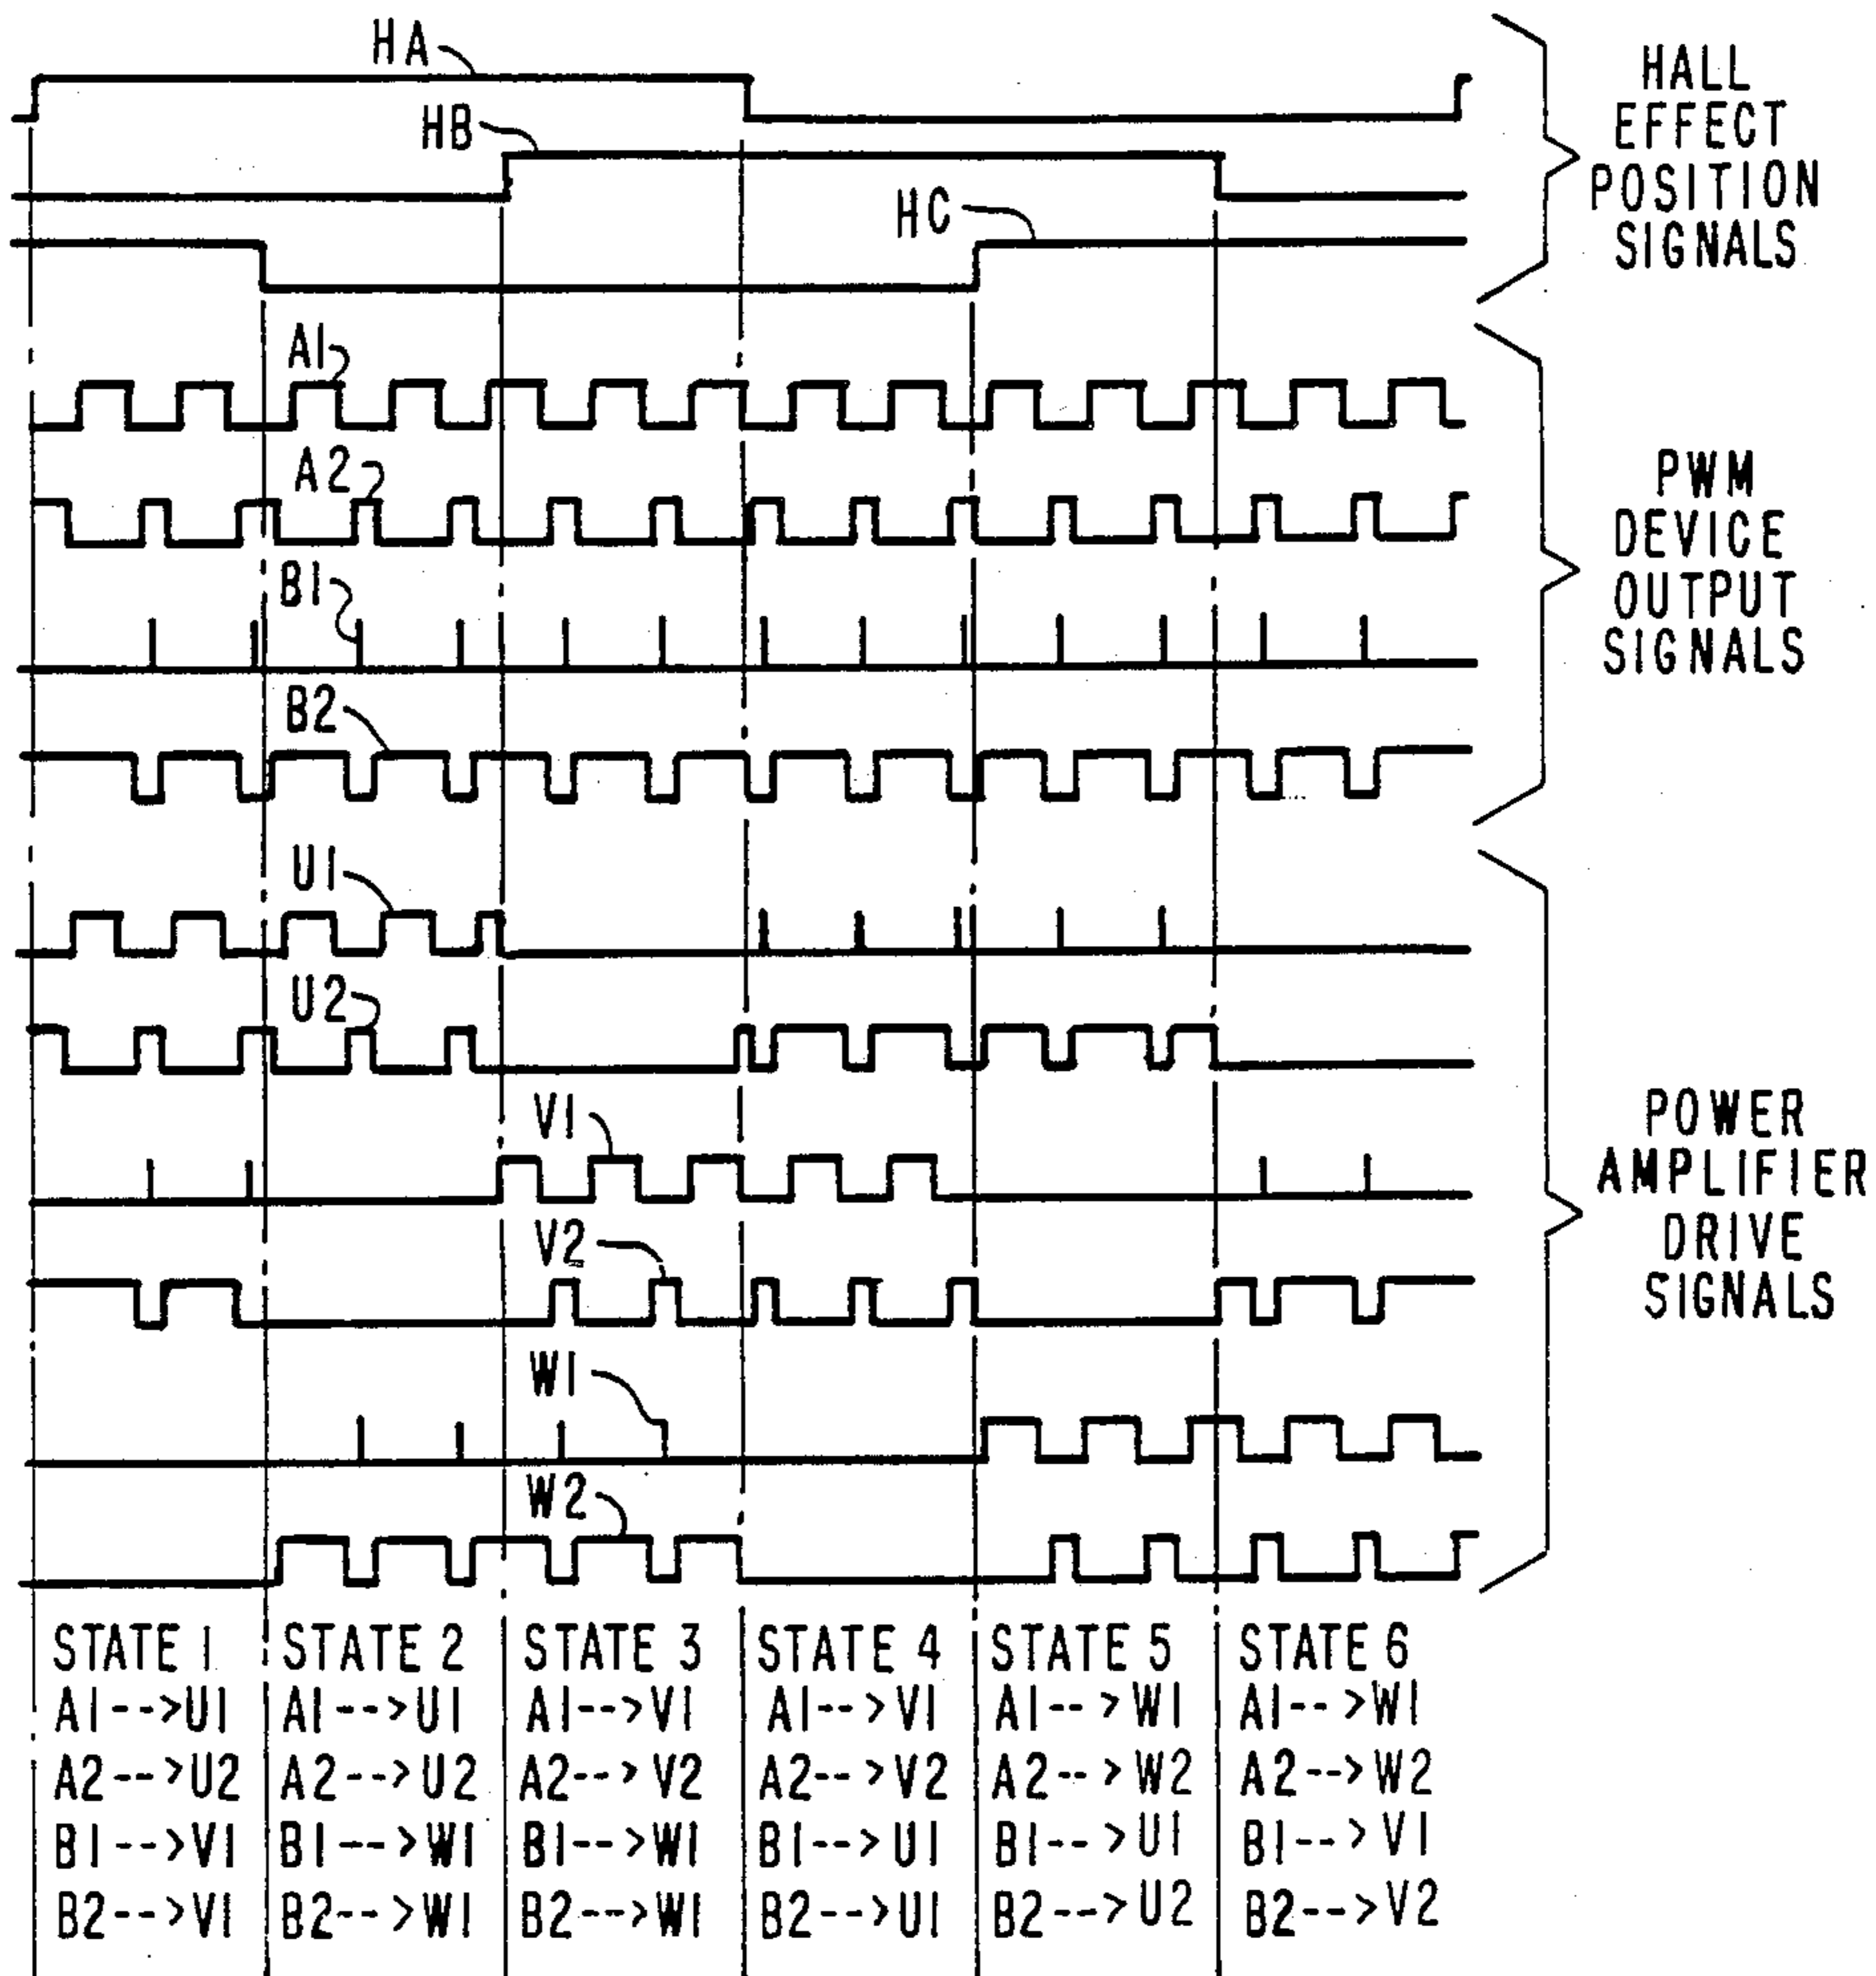 HA
HB
HC
HALL
EFFECT
POSITION
SIGNALS
A1
A2
B1
B2
PWM
DEVICE
OUTPUT
SIGNALS
U1
U2
V1
V2
W1
W2
POWER
AMPLIFIER
DRIVE
SIGNALS
STATE 1 STATE 2 STATE 3 STATE 4 STATE 5 STATE 6
A1-->U1 A1-->U1 A1-->V1 A1-->V1 A1-->W1 A1-->W1
A2-->U2 A2-->U2 A2-->V2 A2-->V2 A2-->W2 A2-->W2
B1-->V1 B1-->W1 B1-->W1 B1-->U1 B1-->U1 B1-->V1
B2-->V1 B2-->W1 B2-->W1 B2-->U1 B2-->U2 B2-->V2